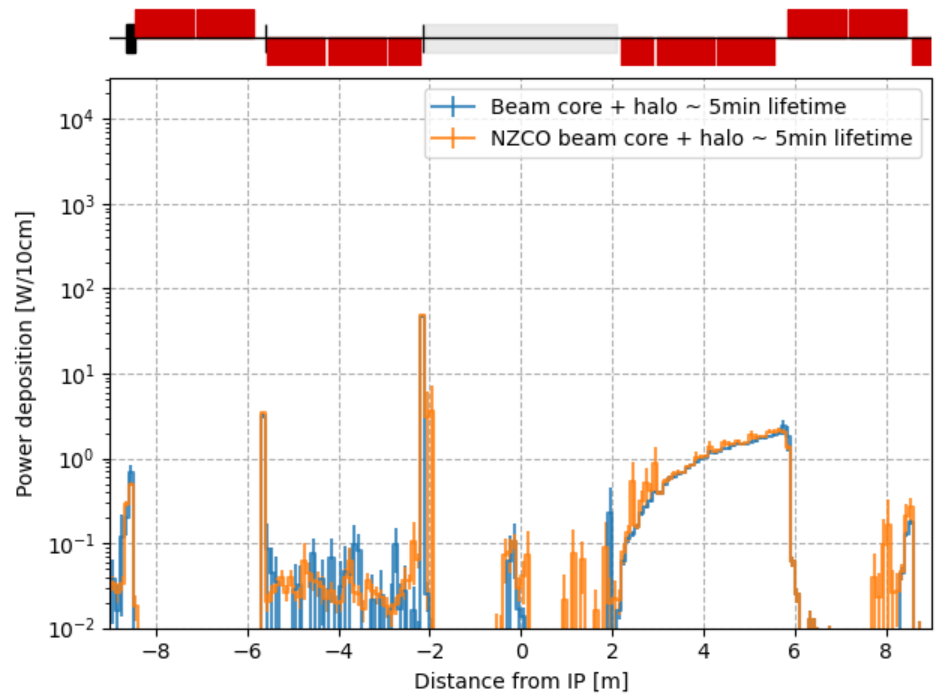 Beam core + halo ~ 5min lifetime
NZCO beam core + halo ~ 5min lifetime
10⁴
10³
10²
10¹
10⁰
10⁻¹
10⁻²
Power deposition [W/10cm]
−8 −6 −4 −2 0 2 4 6 8
Distance from IP [m]